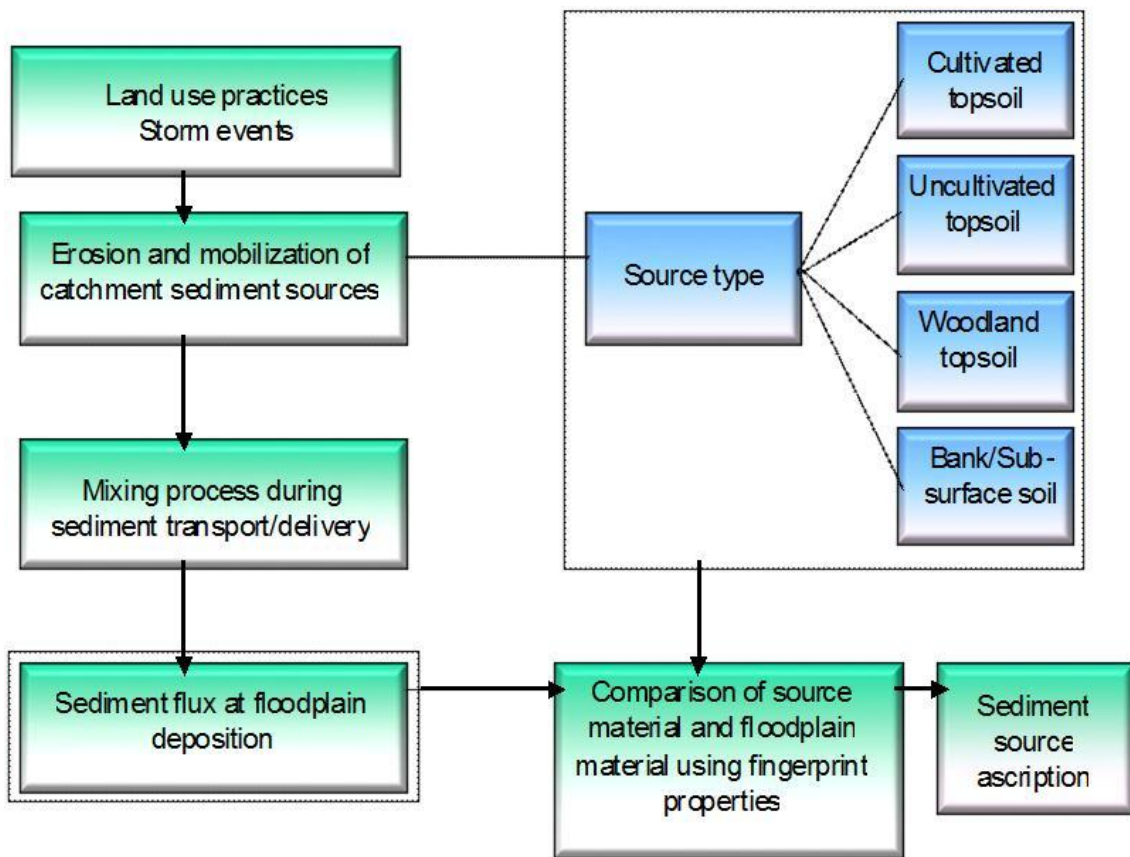 Land use practices
Storm events
Erosion and mobilization of
catchment sediment sources
Mixing process during
sediment transport/delivery
Sediment flux at floodplain
deposition
Source type
Cultivated
topsoil
Uncultivated
topsoil
Woodland
topsoil
Bank/Sub-
surface soil
Comparison of source
material and floodplain
material using fingerprint
properties
Sediment
source
ascription